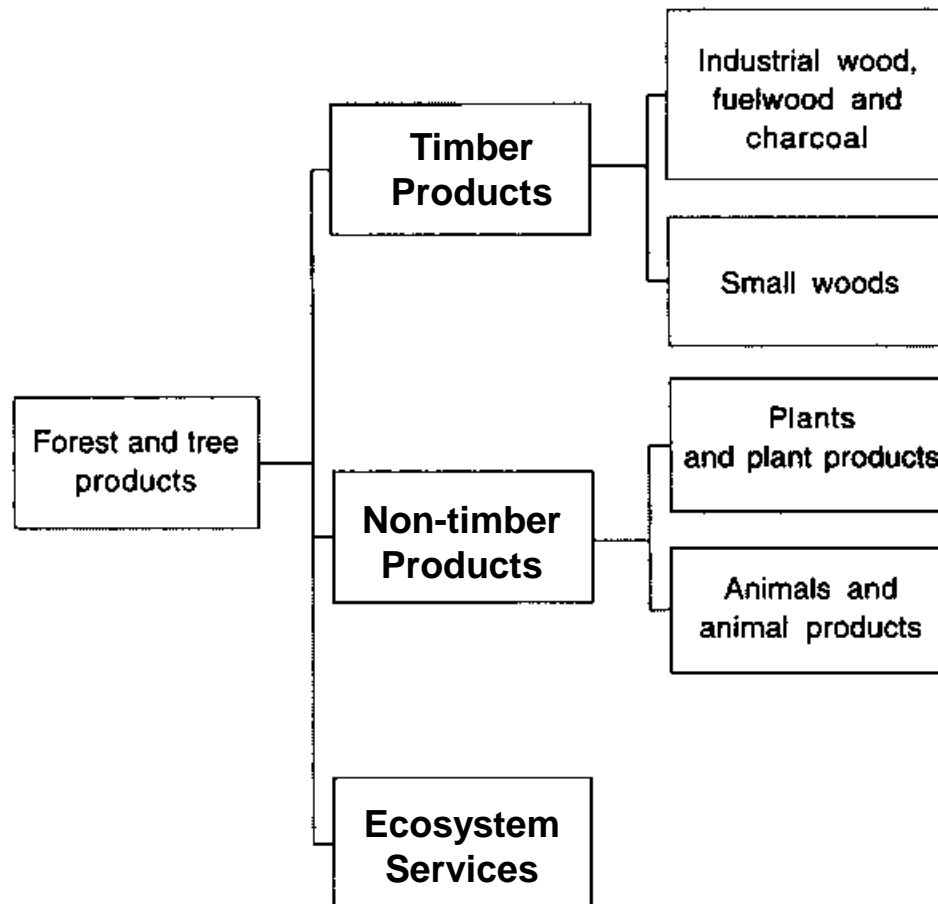 Forest and tree
products
Timber
Products
Industrial wood,
fuelwood and
charcoal
Small woods
Non-timber
Products
Plants
and plant products
Animals and
animal products
Ecosystem
Services